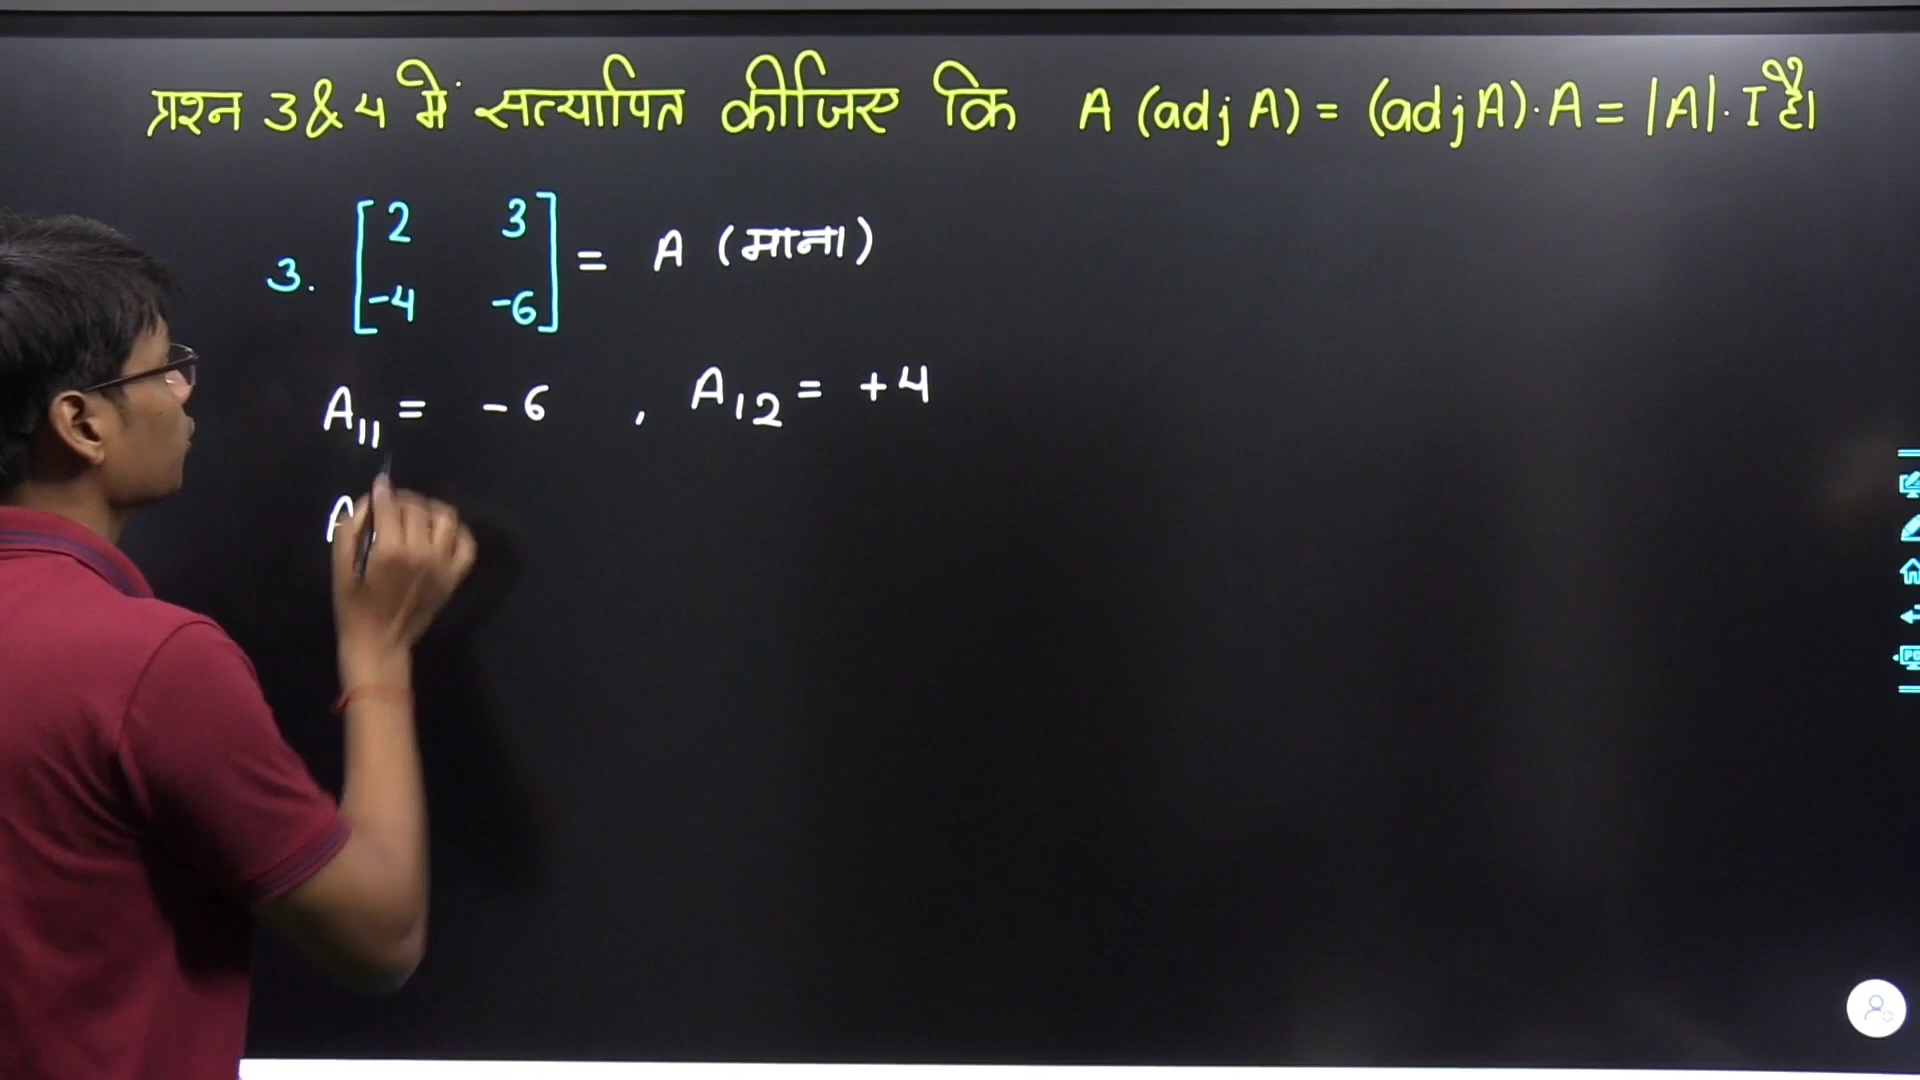 प्रश्न 3 & 4 में सत्यापित कीजिए कि A (adj A) = (adj A)·A = |A|·I है।
3. [2 3
-4 -6] = A (माना)
A₁₁ = -6 , A₁₂ = +4
A